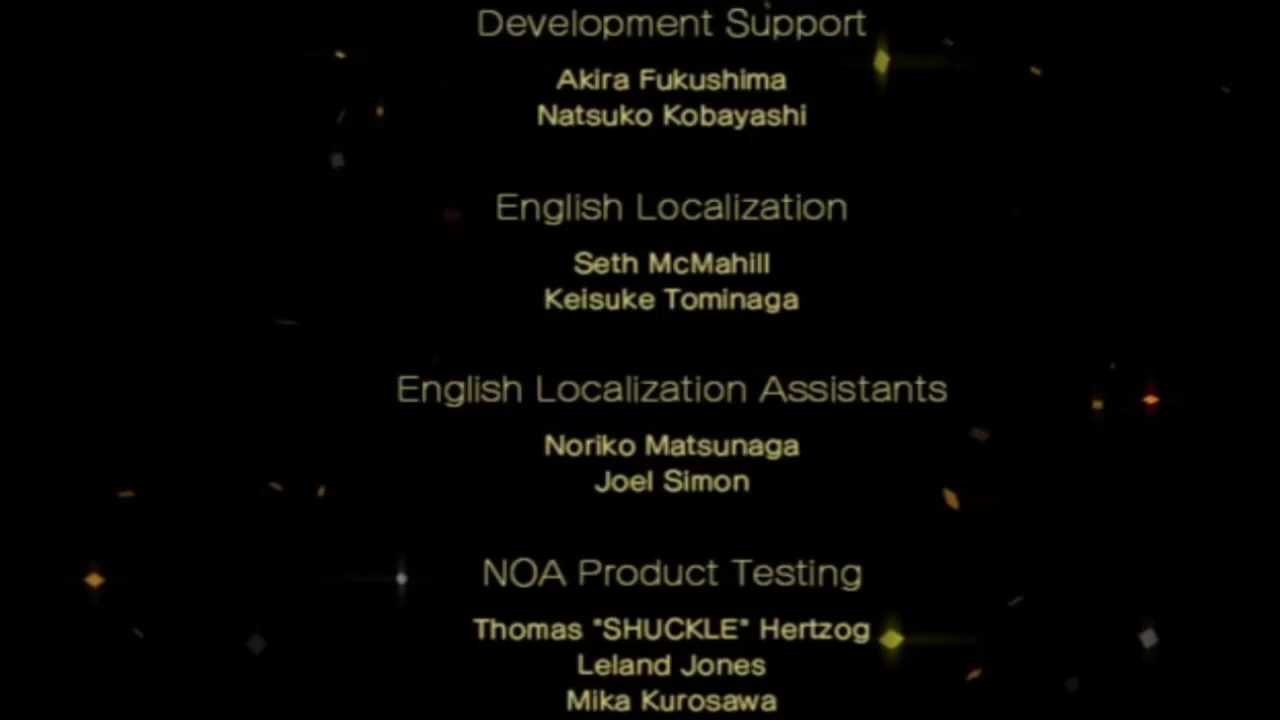 Development Support
Akira Fukushima
Natsuko Kobayashi
English Localization
Seth McMahill
Keisuke Tominaga
English Localization Assistants
Noriko Matsunaga
Joel Simon
NOA Product Testing
Thomas "SHUCKLE" Hertzog
Leland Jones
Mika Kurosawa